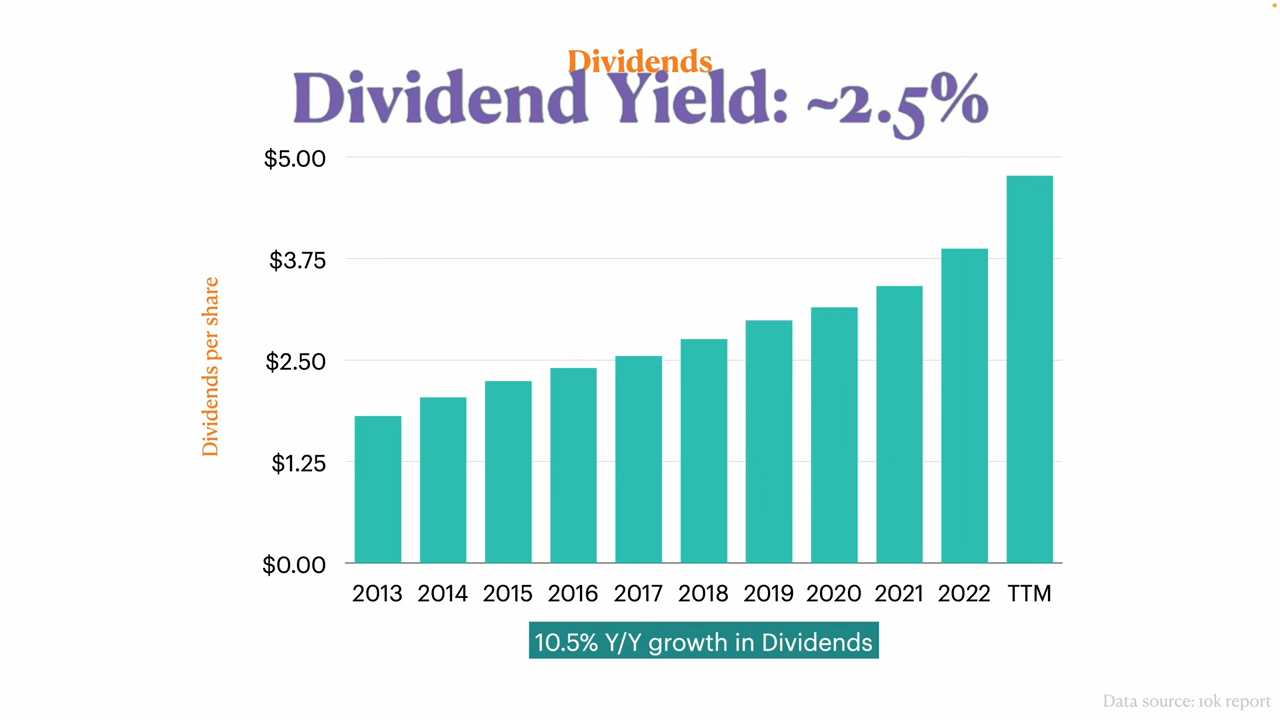 Dividends
Dividend Yield: ~2.5%
$5.00
$3.75
$2.50
$1.25
$0.00
Dividends per share
2013 2014 2015 2016 2017 2018 2019 2020 2021 2022 TTM
10.5% Y/Y growth in Dividends
Data source: 10k report